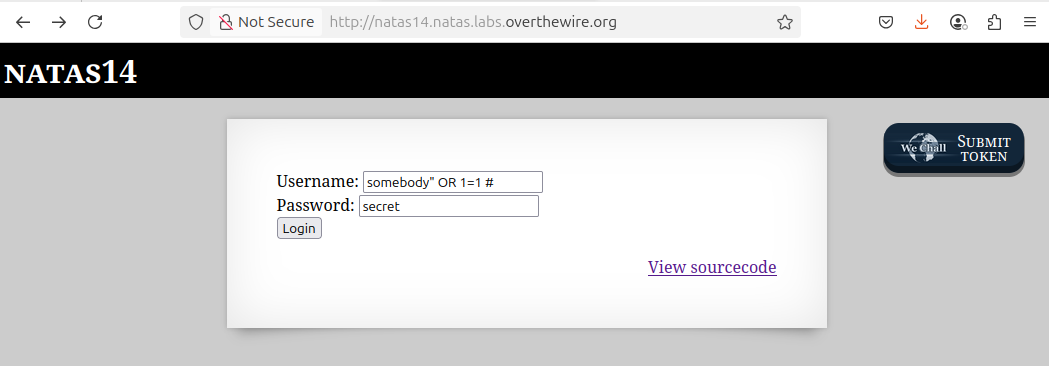 Not Secure http://natas14.natas.labs.overthewire.org
NATAS14
We Chall SUBMIT TOKEN
Username: somebody" OR 1=1 #
Password: secret
Login
View sourcecode